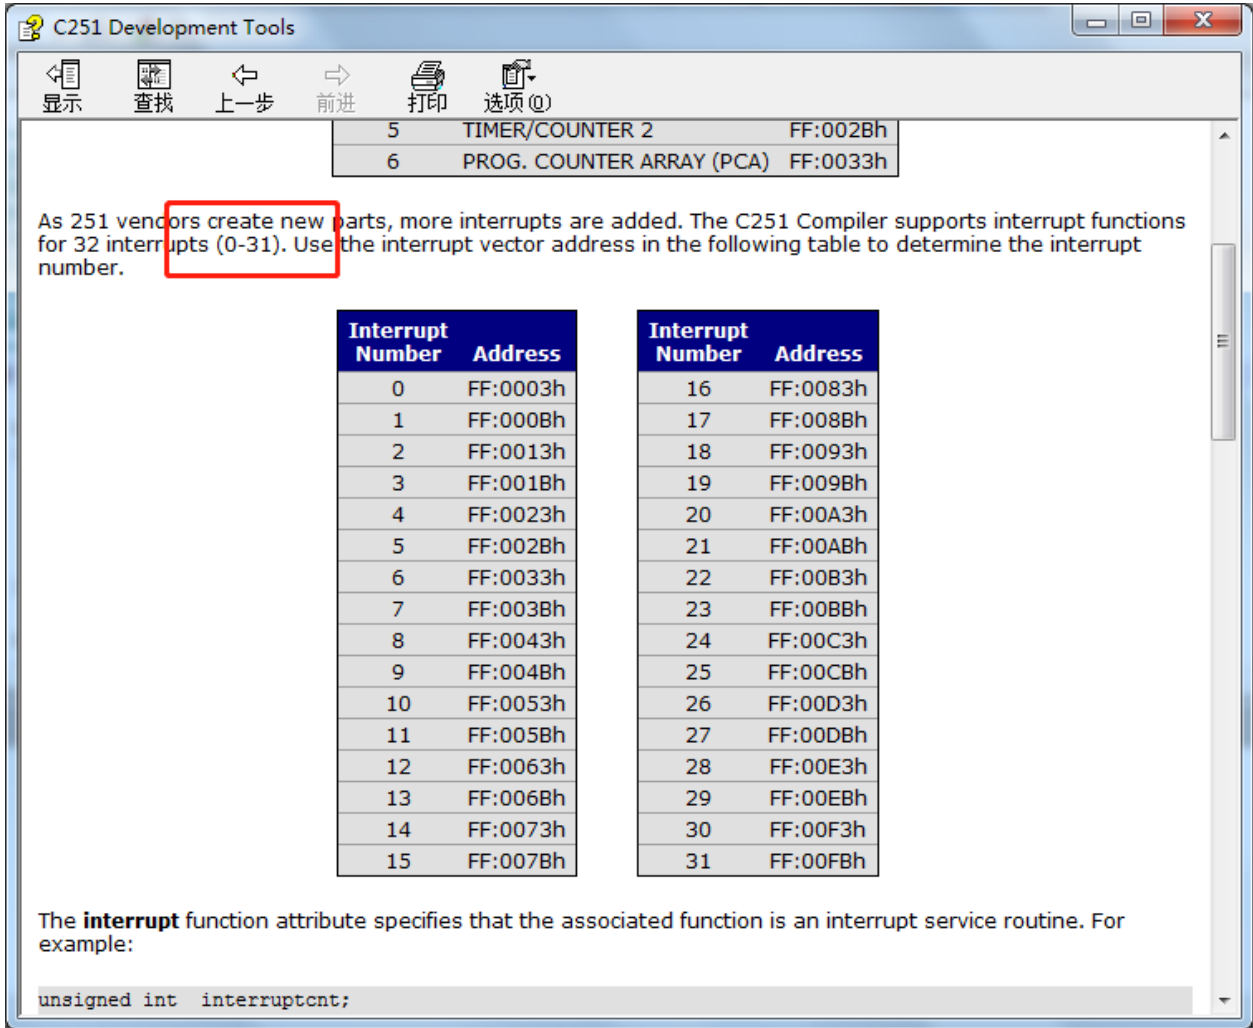 C251 Development Tools
显示 查找 上一步 前进 打印 选项(O)
5 TIMER/COUNTER 2 FF:002Bh
6 PROG. COUNTER ARRAY (PCA) FF:0033h
As 251 vendors create new parts, more interrupts are added. The C251 Compiler supports interrupt functions
for 32 interrupts (0-31). Use the interrupt vector address in the following table to determine the interrupt
number.
Interrupt Number Address Interrupt Number Address
0 FF:0003h 16 FF:0083h
1 FF:000Bh 17 FF:008Bh
2 FF:0013h 18 FF:0093h
3 FF:001Bh 19 FF:009Bh
4 FF:0023h 20 FF:00A3h
5 FF:002Bh 21 FF:00ABh
6 FF:0033h 22 FF:00B3h
7 FF:003Bh 23 FF:00BBh
8 FF:0043h 24 FF:00C3h
9 FF:004Bh 25 FF:00CBh
10 FF:0053h 26 FF:00D3h
11 FF:005Bh 27 FF:00DBh
12 FF:0063h 28 FF:00E3h
13 FF:006Bh 29 FF:00EBh
14 FF:0073h 30 FF:00F3h
15 FF:007Bh 31 FF:00FBh
The interrupt function attribute specifies that the associated function is an interrupt service routine. For
example:
unsigned int interruptcnt;